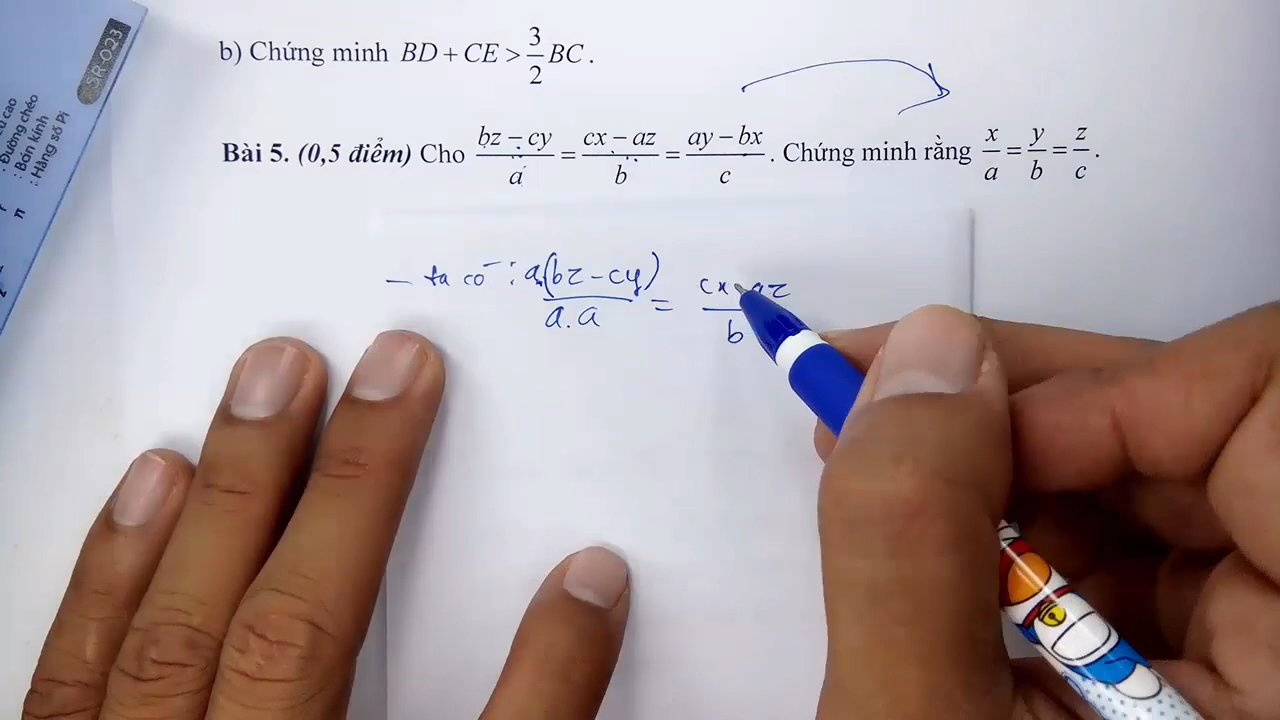 SR-023
: Đường chéo
: Bán kính
: Hằng số Pi
r
n
b) Chứng minh BD + CE > 3/2 BC .
Bài 5. (0,5 điểm) Cho (bz − cy)/a = (cx − az)/b = (ay − bx)/c . Chứng minh rằng x/a = y/b = z/c .
– ta có : a(bz − cy)/a.a = (cx − az)/b